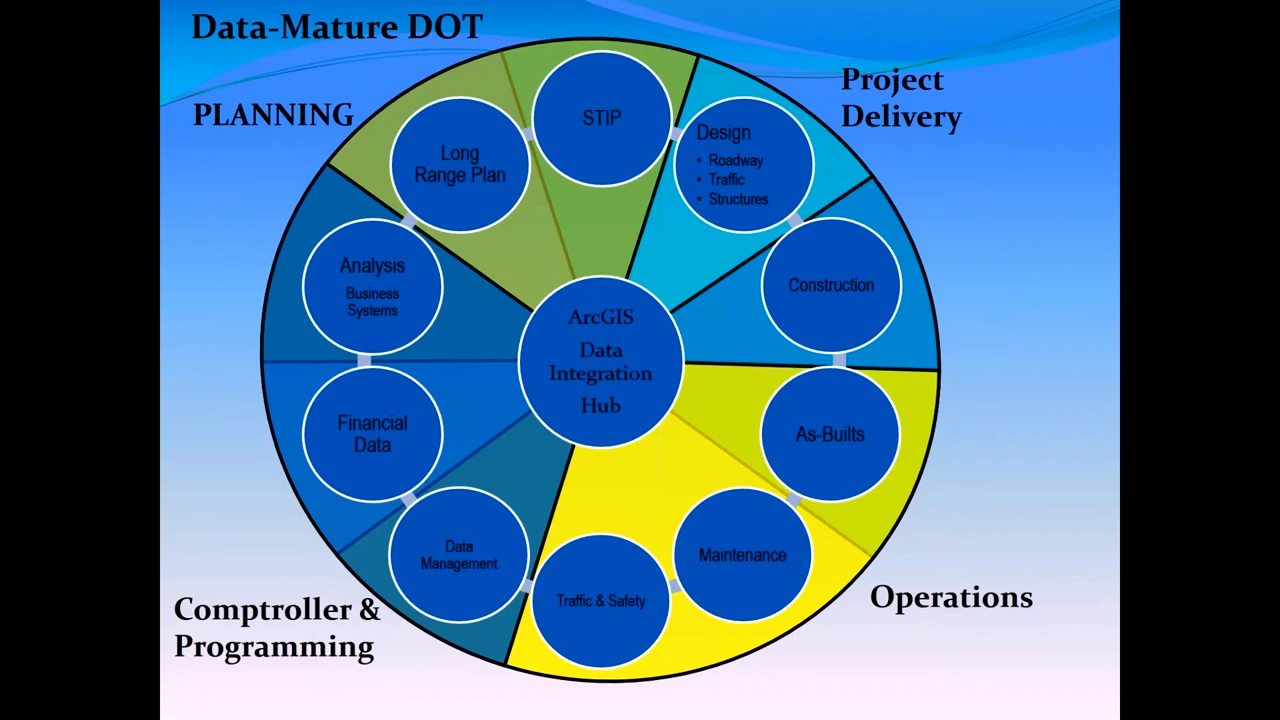 Data-Mature DOT
PLANNING
Project
Delivery
STIP
Long
Range Plan
Design
• Roadway
• Traffic
• Structures
Analysis
Business
Systems
Construction
ArcGIS
Data
Integration
Hub
Financial
Data
As-Builts
Data
Management
Maintenance
Traffic & Safety
Comptroller &
Programming
Operations